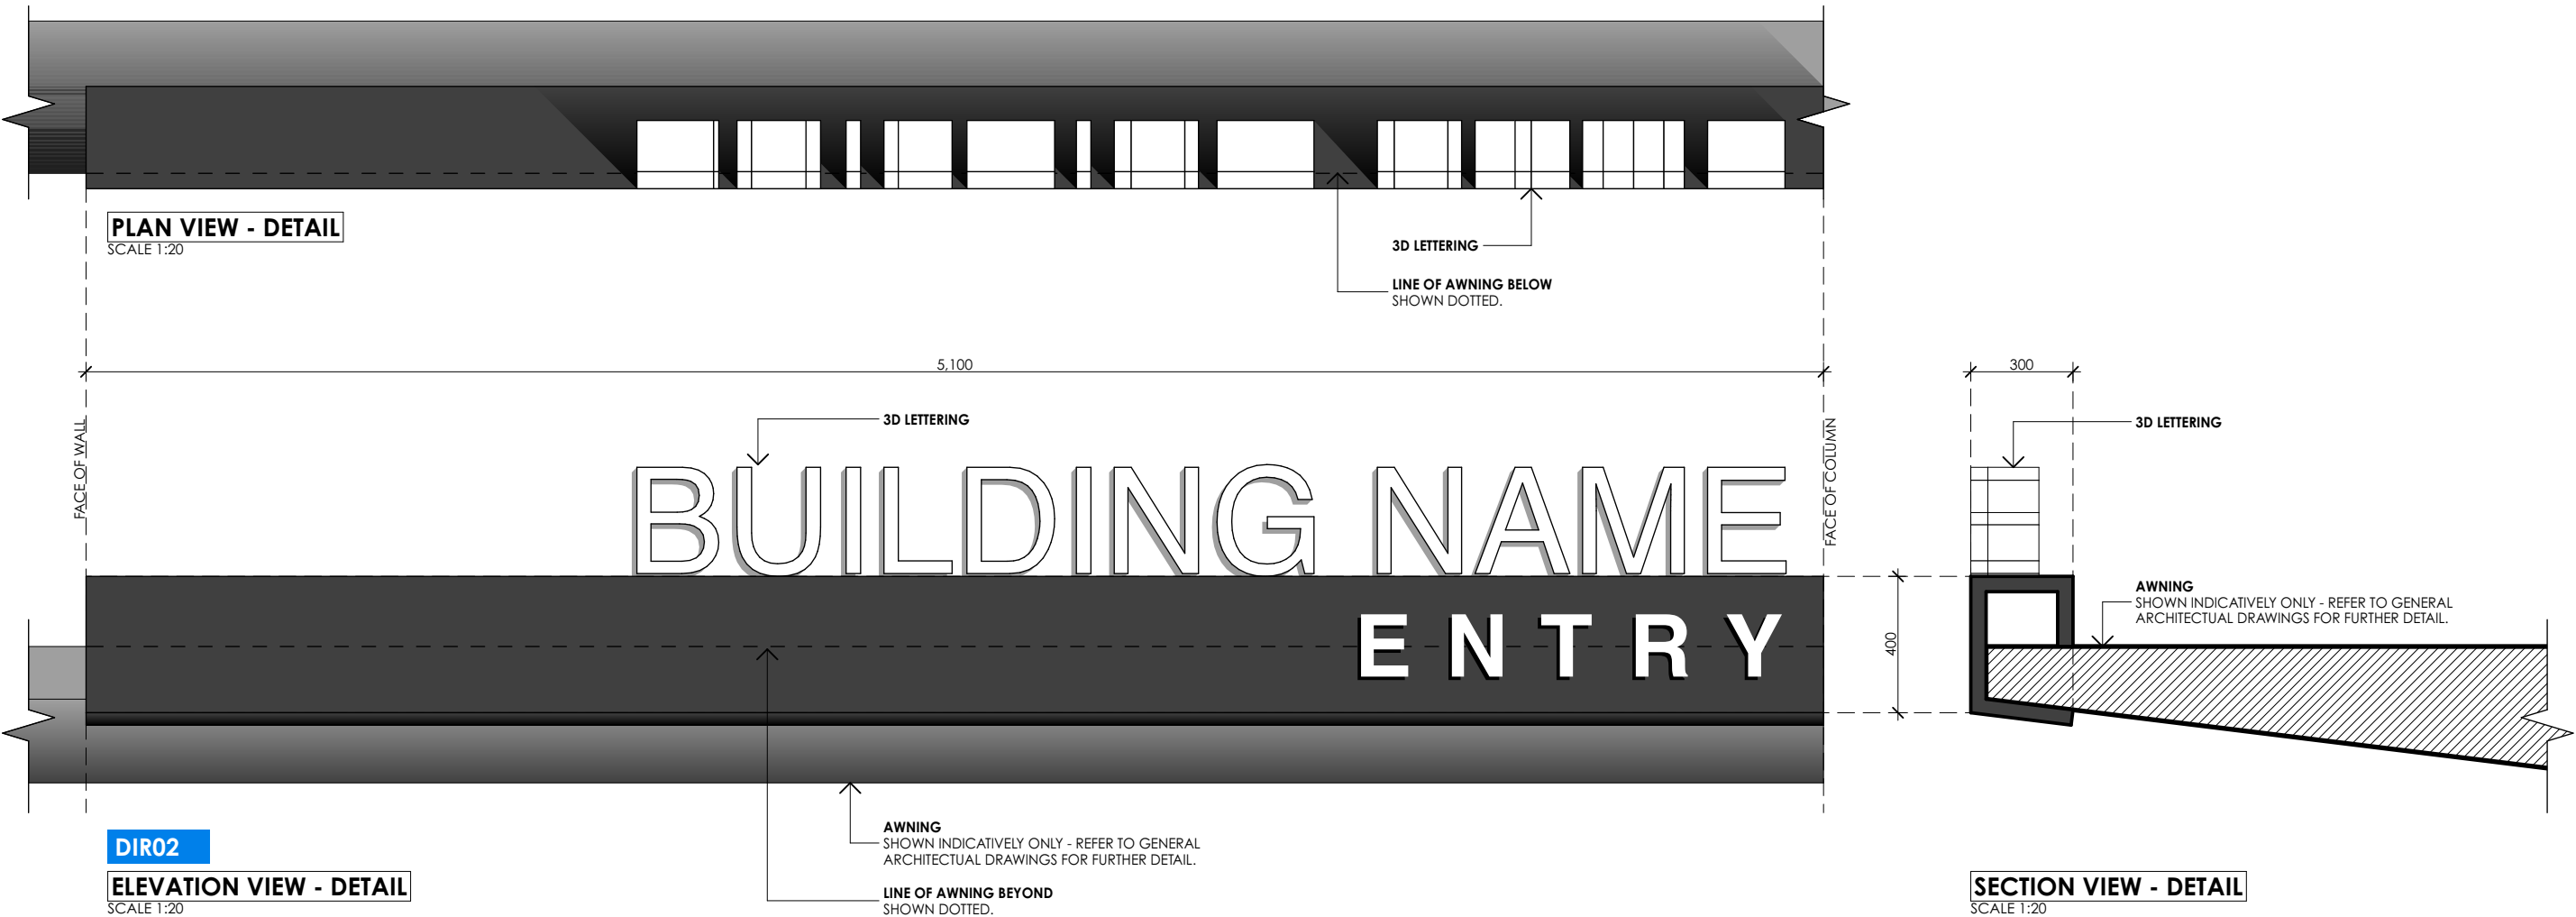 PLAN VIEW - DETAIL
SCALE 1:20
3D LETTERING
LINE OF AWNING BELOW
SHOWN DOTTED.
5,100
300
FACE OF WALL
3D LETTERING
FACE OF COLUMN
3D LETTERING
BUILDING NAME
ENTRY
400
AWNING
SHOWN INDICATIVELY ONLY - REFER TO GENERAL
ARCHITECTUAL DRAWINGS FOR FURTHER DETAIL.
AWNING
SHOWN INDICATIVELY ONLY - REFER TO GENERAL
ARCHITECTUAL DRAWINGS FOR FURTHER DETAIL.
LINE OF AWNING BEYOND
SHOWN DOTTED.
DIR02
ELEVATION VIEW - DETAIL
SCALE 1:20
SECTION VIEW - DETAIL
SCALE 1:20